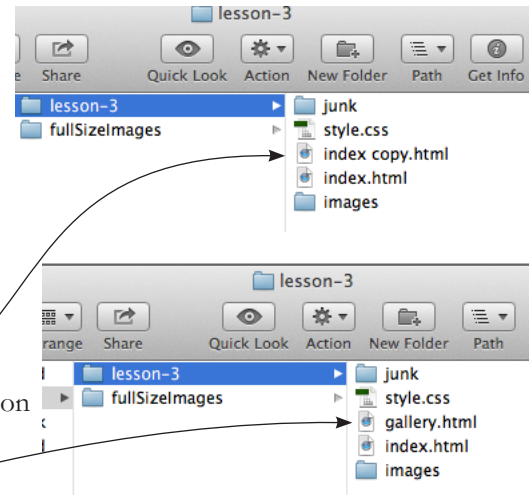 lesson-3
Share Quick Look Action New Folder Path Get Info
lesson-3 junk
fullSizeImages style.css
index copy.html
index.html
images
lesson-3
range Share Quick Look Action New Folder Path
lesson-3 junk
on fullSizeImages style.css
gallery.html
index.html
images